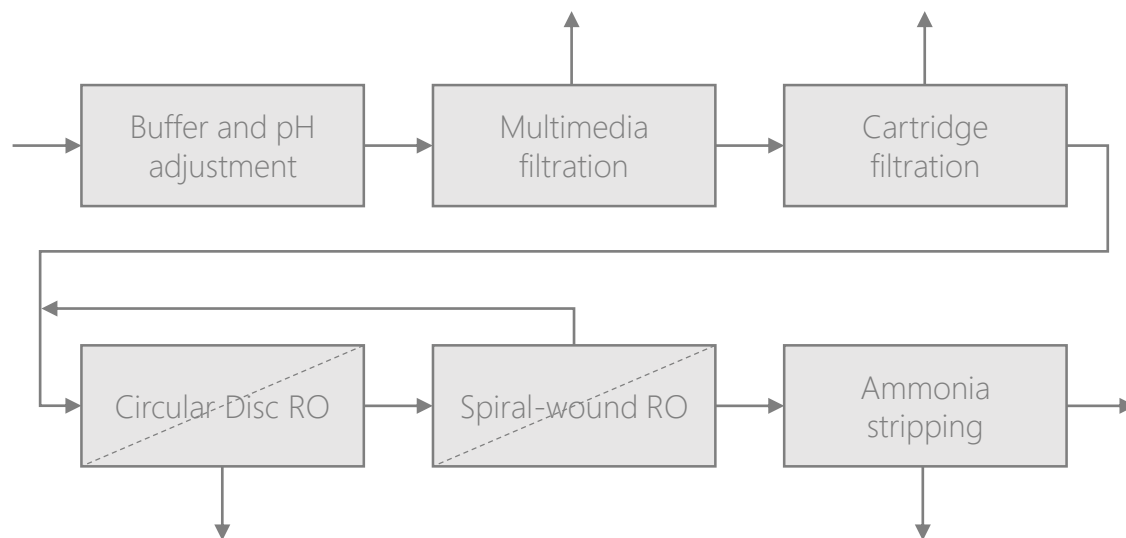 Buffer and pH
adjustment
Multimedia
filtration
Cartridge
filtration
Circular Disc RO
Spiral-wound RO
Ammonia
stripping